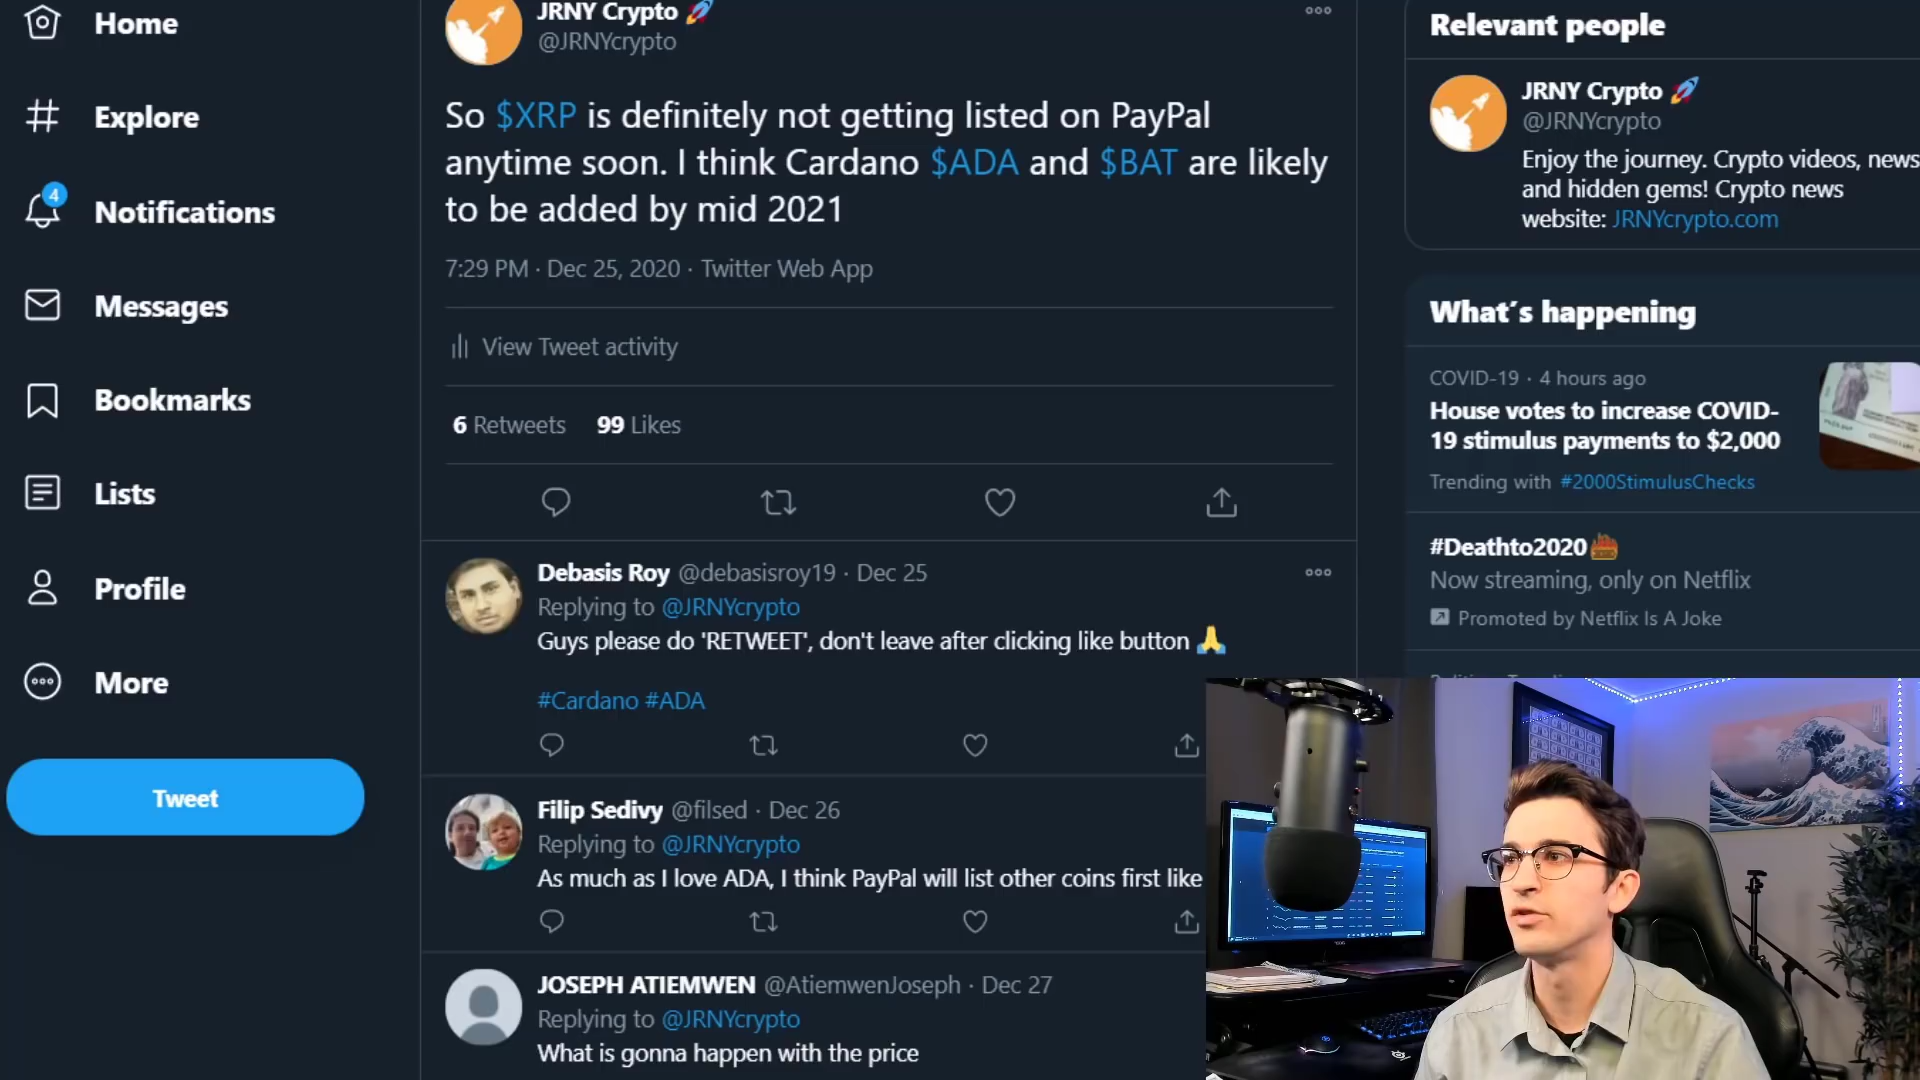 Home
Explore
4
Notifications
Messages
Bookmarks
Lists
Profile
More
Tweet
JRNY Crypto 🚀
@JRNYcrypto
So $XRP is definitely not getting listed on PayPal
anytime soon. I think Cardano $ADA and $BAT are likely
to be added by mid 2021
7:29 PM · Dec 25, 2020 · Twitter Web App
View Tweet activity
6 Retweets 99 Likes
Debasis Roy @debasisroy19 · Dec 25
Replying to @JRNYcrypto
Guys please do 'RETWEET', don't leave after clicking like button 🙏
#Cardano #ADA
Filip Sedivy @filsed · Dec 26
Replying to @JRNYcrypto
As much as I love ADA, I think PayPal will list other coins first like
JOSEPH ATIEMWEN @AtiemwenJoseph · Dec 27
Replying to @JRNYcrypto
What is gonna happen with the price
Relevant people
JRNY Crypto 🚀
@JRNYcrypto
Enjoy the journey. Crypto videos, news
and hidden gems! Crypto news
website: JRNYcrypto.com
What's happening
COVID-19 · 4 hours ago
House votes to increase COVID-
19 stimulus payments to $2,000
Trending with #2000StimulusChecks
#Deathto2020
Now streaming, only on Netflix
Promoted by Netflix Is A Joke